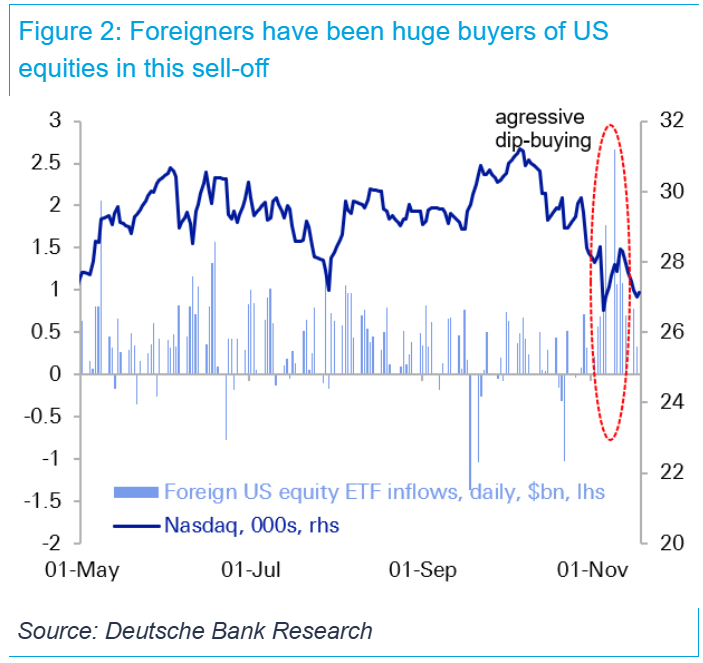 Figure 2: Foreigners have been huge buyers of US
equities in this sell-off
agressive
dip-buying
3
2.5
2
1.5
1
0.5
0
-0.5
-1
-1.5
-2
32
30
28
26
24
22
20
Foreign US equity ETF inflows, daily, $bn, lhs
Nasdaq, 000s, rhs
01-May 01-Jul 01-Sep 01-Nov
Source: Deutsche Bank Research